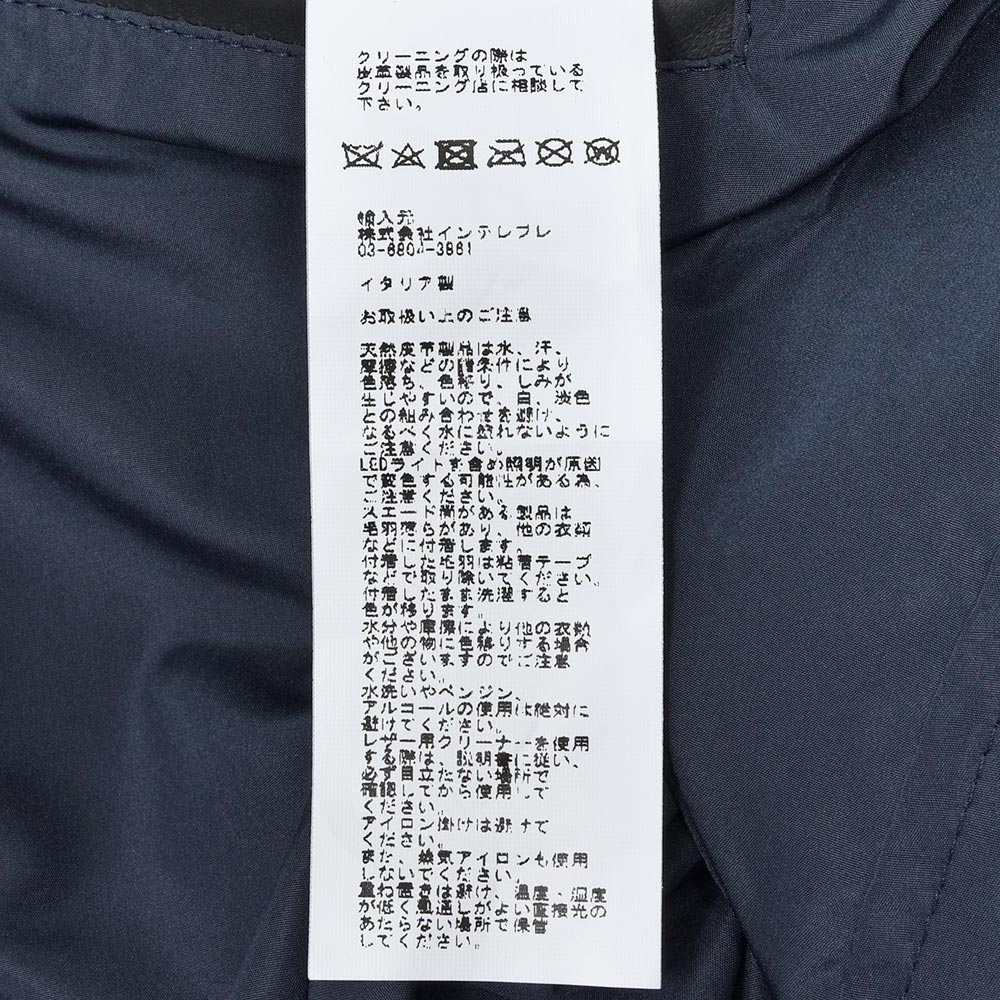 クリーニングの際は
皮革製品を取り扱っている
クリーニング店に相談して
下さい。
輸入元
株式会社インテレプレ
03-6804-3861
イタリア製
お取扱い上のご注意
天然皮革製品は水、汗、
摩擦などの諸条件により
色落ち、色移り、しみが
生じやすいので、白、淡色
との組み合わせを避け、
なるべく水に触れないように
ご注意ください。
LEDライトを含め照明が原因
で変色する可能性がある為、
ご注意ください。
スエード面がある製品は
毛羽落ちがあり、他の衣類
などに付着します。
付着した毛羽は粘着テープ
などで取り除いてください。
付着したまま洗濯すると
色が移ります。
水分や摩擦により他の衣類
や他の物に色移りする場合
がございますのでご注意
ください。
水洗いやベンジン、
アルコールの使用は絶対に
避けてください。
レザー用クリーナーを使用
する際は、説明書に従い、
必ず目立たない場所で
確認してから使用して
ください。
アイロン掛けは避けて
ください。
また、蒸気アイロンも使用
しないでください。
重ね置きは避け、温度・湿度
が低く風通しがよい直接光の
あたらない場所で保管
してください。